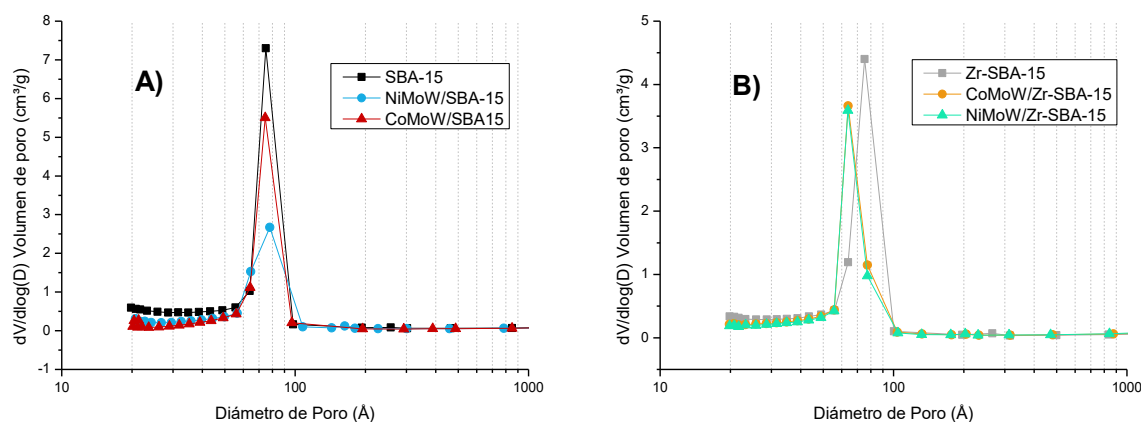 A)
SBA-15
NiMoW/SBA-15
CoMoW/SBA15
dV/dlog(D) Volumen de poro (cm³/g)
8
7
6
5
4
3
2
1
0
-1
10
100
1000
Diámetro de Poro (Å)
B)
Zr-SBA-15
CoMoW/Zr-SBA-15
NiMoW/Zr-SBA-15
dV/dlog(D) Volumen de poro (cm³/g)
5
4
3
2
1
0
10
100
1000
Diámetro de Poro (Å)